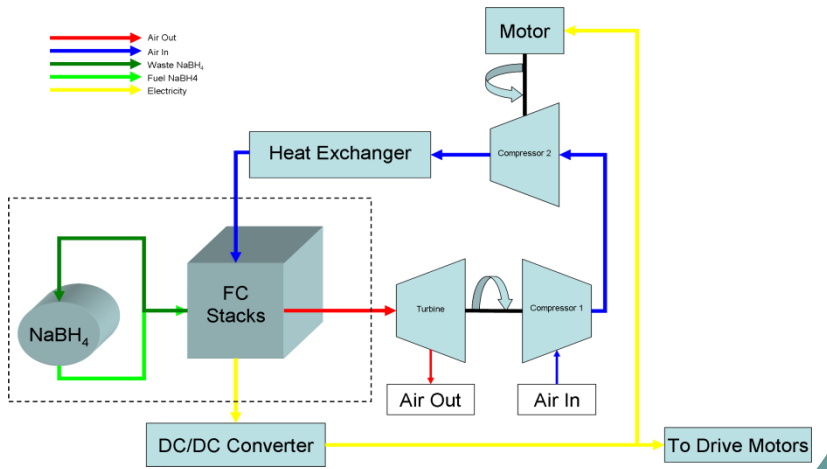 Air Out
Air In
Waste NaBH₄
Fuel NaBH4
Electricity
Motor
Compressor 2
Heat Exchanger
FC
Stacks
NaBH₄
Turbine
Compressor 1
Air Out
Air In
DC/DC Converter
To Drive Motors